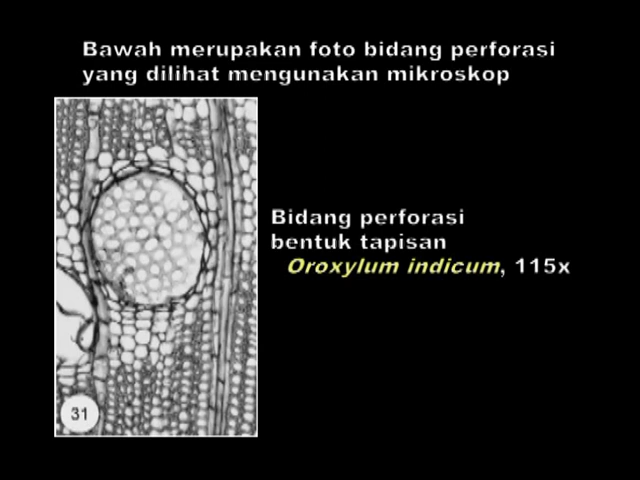 Bawah merupakan foto bidang perforasi
yang dilihat mengunakan mikroskop
Bidang perforasi
bentuk tapisan
Oroxylum indicum, 115x
31